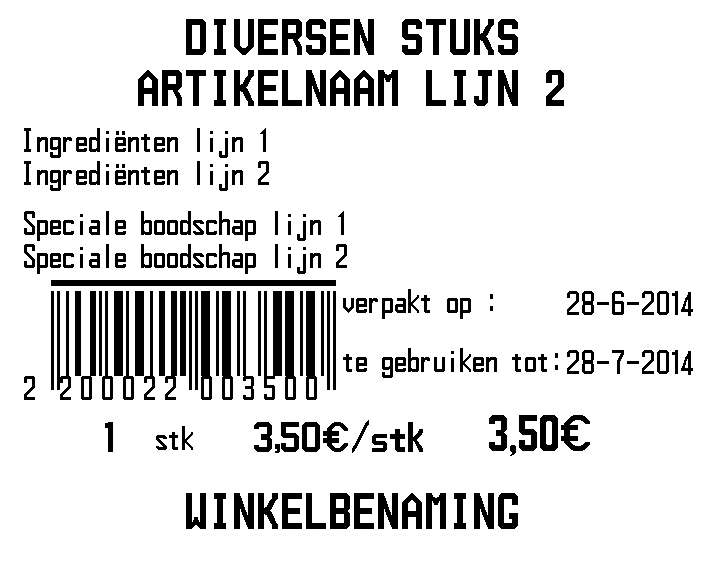 DIVERSEN STUKS
ARTIKELNAAM LIJN 2
Ingrediënten lijn 1
Ingrediënten lijn 2
Speciale boodschap lijn 1
Speciale boodschap lijn 2
verpakt op : 28-6-2014
te gebruiken tot: 28-7-2014
2 200022 003500
1 stk 3,50€/stk 3,50€
WINKELBENAMING